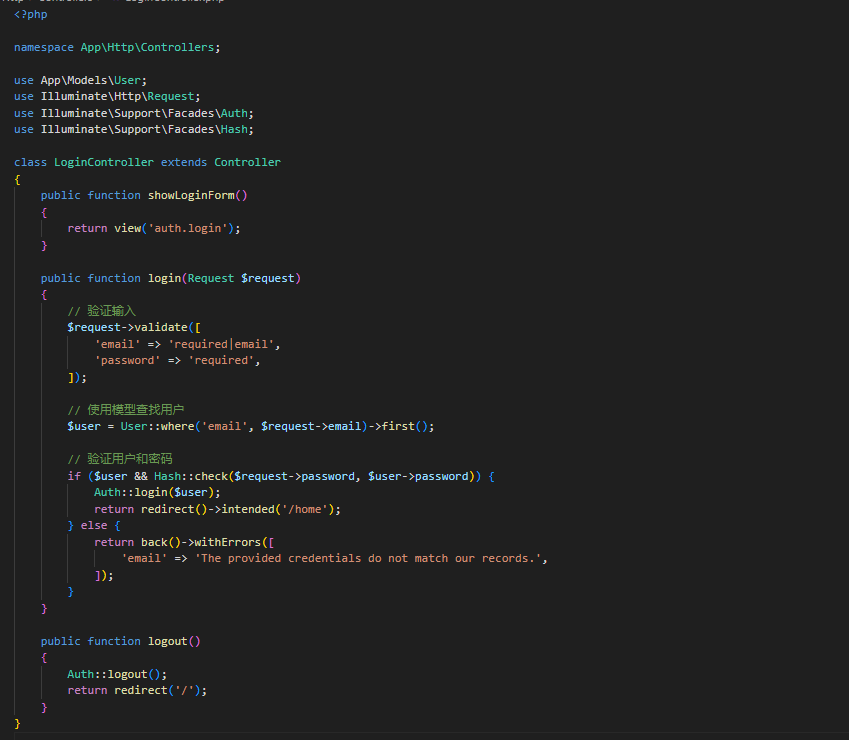 <?php
namespace App\Http\Controllers;
use App\Models\User;
use Illuminate\Http\Request;
use Illuminate\Support\Facades\Auth;
use Illuminate\Support\Facades\Hash;
class LoginController extends Controller
{
    public function showLoginForm()
    {
        return view('auth.login');
    }
    public function login(Request $request)
    {
        // 验证输入
        $request->validate([
            'email' => 'required|email',
            'password' => 'required',
        ]);
        // 使用模型查找用户
        $user = User::where('email', $request->email)->first();
        // 验证用户和密码
        if ($user && Hash::check($request->password, $user->password)) {
            Auth::login($user);
            return redirect()->intended('/home');
        } else {
            return back()->withErrors([
                'email' => 'The provided credentials do not match our records.',
            ]);
        }
    }
    public function logout()
    {
        Auth::logout();
        return redirect('/');
    }
}